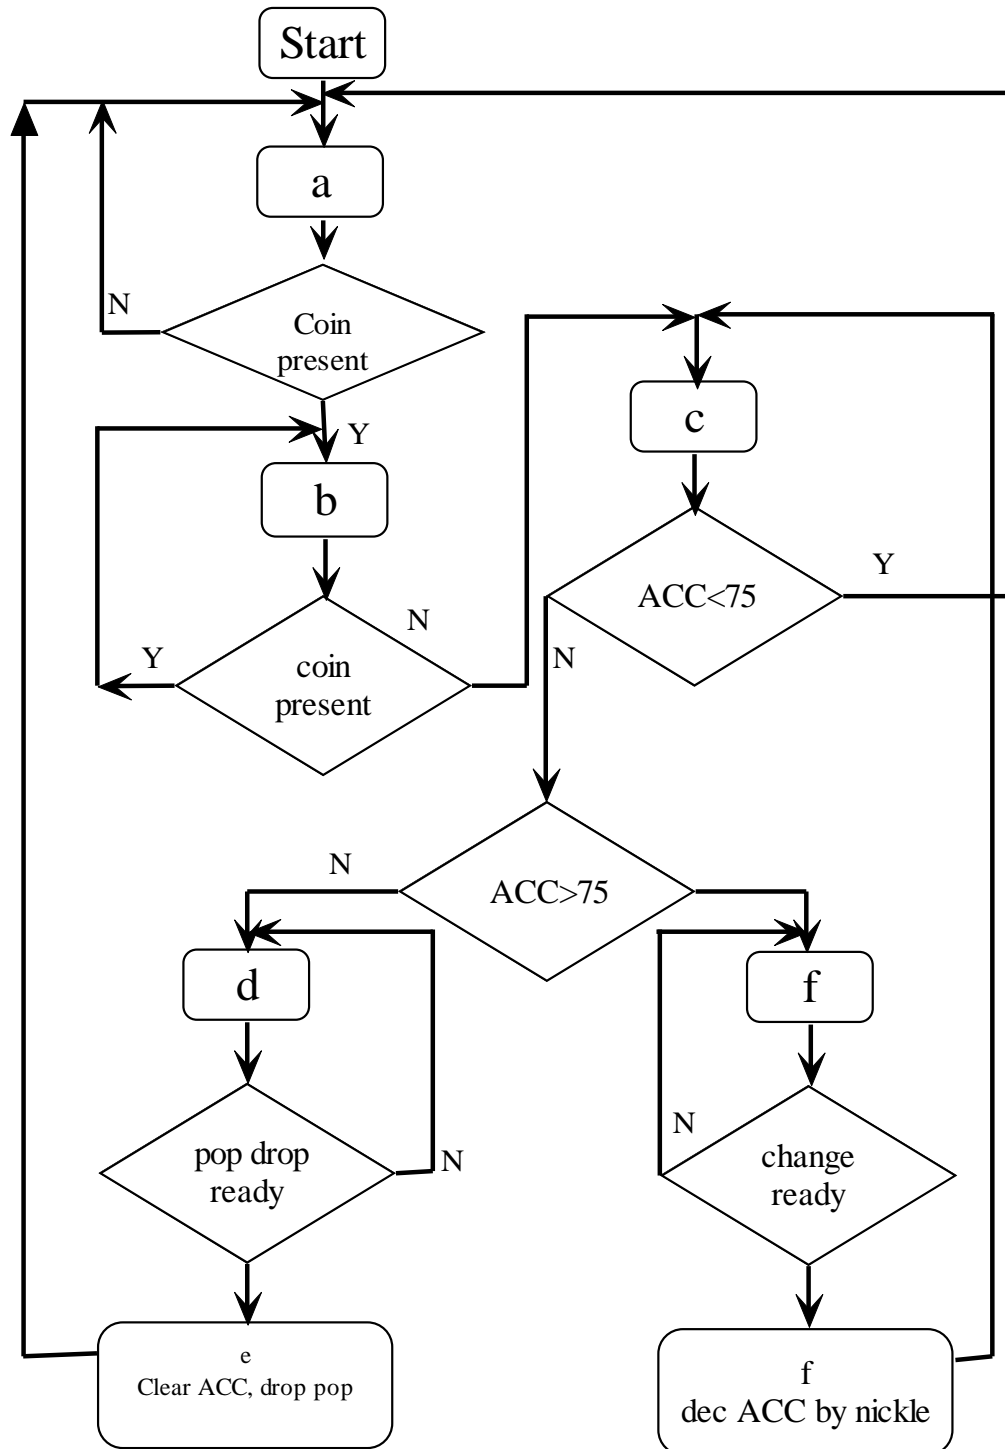 Start
a
N
Coin
present
Y
b
N
Y
coin
present
c
Y
ACC<75
N
N
ACC>75
d
f
pop drop
ready
N
N
change
ready
e
Clear ACC, drop pop
f
dec ACC by nickle